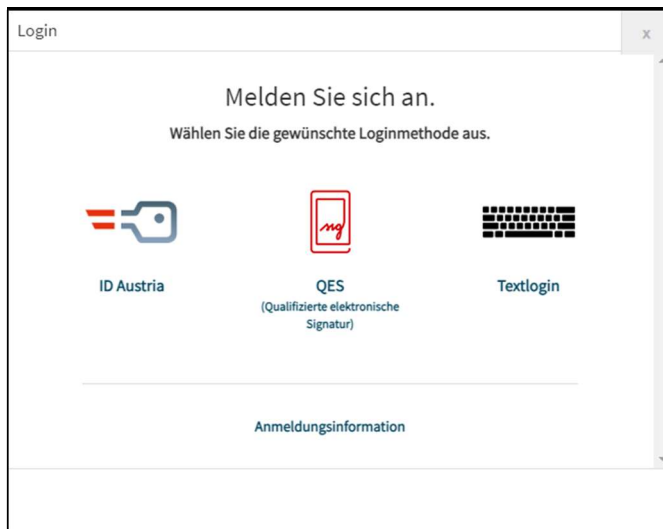 Login
x
Melden Sie sich an.
Wählen Sie die gewünschte Loginmethode aus.
ID Austria
QES
(Qualifizierte elektronische
Signatur)
Textlogin
Anmeldungsinformation